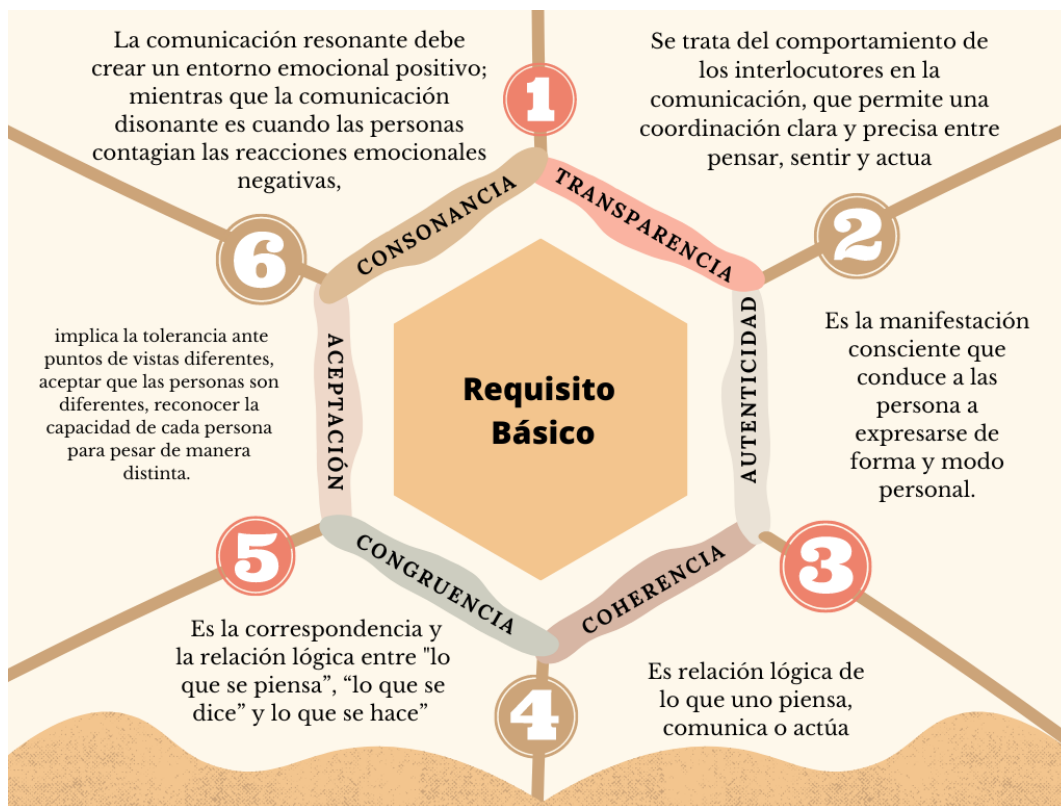 Requisito
Básico
1
TRANSPARENCIA
Se trata del comportamiento de
los interlocutores en la
comunicación, que permite una
coordinación clara y precisa entre
pensar, sentir y actua
2
AUTENTICIDAD
Es la manifestación
consciente que
conduce a las
persona a
expresarse de
forma y modo
personal.
3
COHERENCIA
Es relación lógica de
lo que uno piensa,
comunica o actúa
4
CONGRUENCIA
Es la correspondencia y
la relación lógica entre "lo
que se piensa”, “lo que se
dice” y lo que se hace”
5
ACEPTACIÓN
implica la tolerancia ante
puntos de vistas diferentes,
aceptar que las personas son
diferentes, reconocer la
capacidad de cada persona
para pesar de manera
distinta.
6
CONSONANCIA
La comunicación resonante debe
crear un entorno emocional positivo;
mientras que la comunicación
disonante es cuando las personas
contagian las reacciones emocionales
negativas,